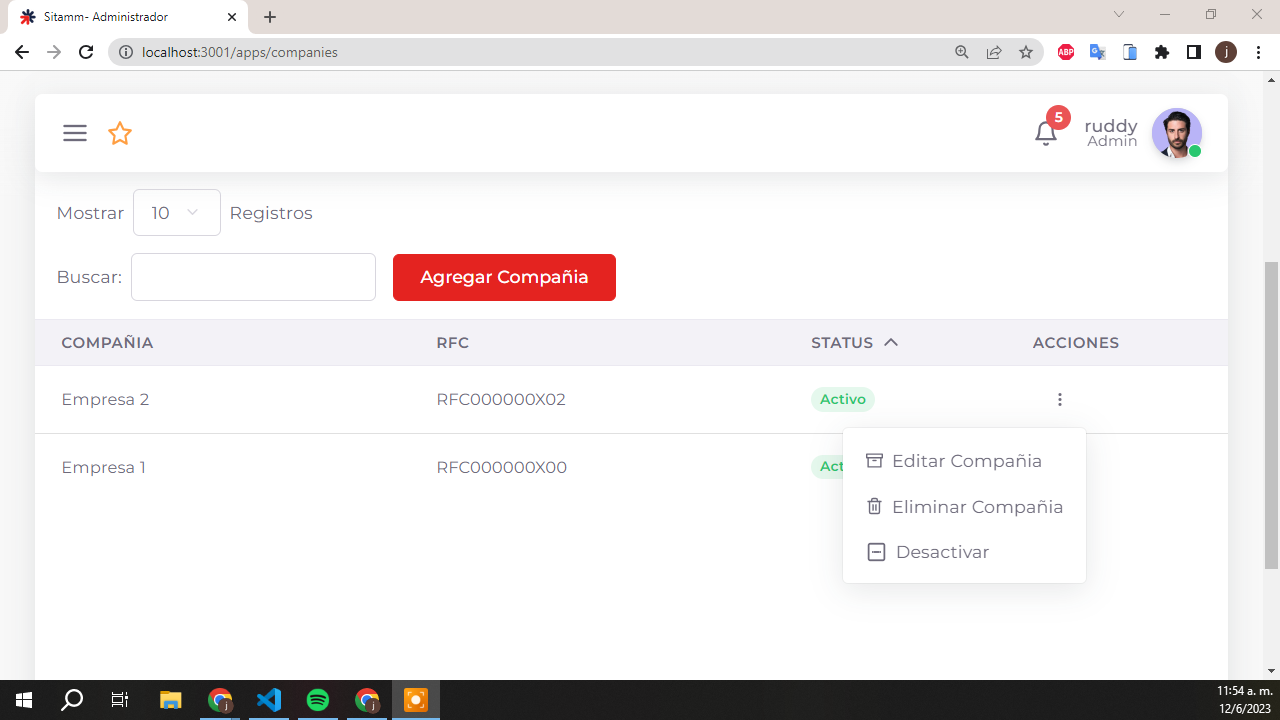 Sitamm- Administrador
localhost:3001/apps/companies
ABP
j
5
ruddy
Admin
Mostrar 10 Registros
Buscar: Agregar Compañia
COMPAÑIA RFC STATUS ACCIONES
Empresa 2 RFC000000X02 Activo
Empresa 1 RFC000000X00 Act
Editar Compañia
Eliminar Compañia
Desactivar
j
j
11:54 a. m.
12/6/2023